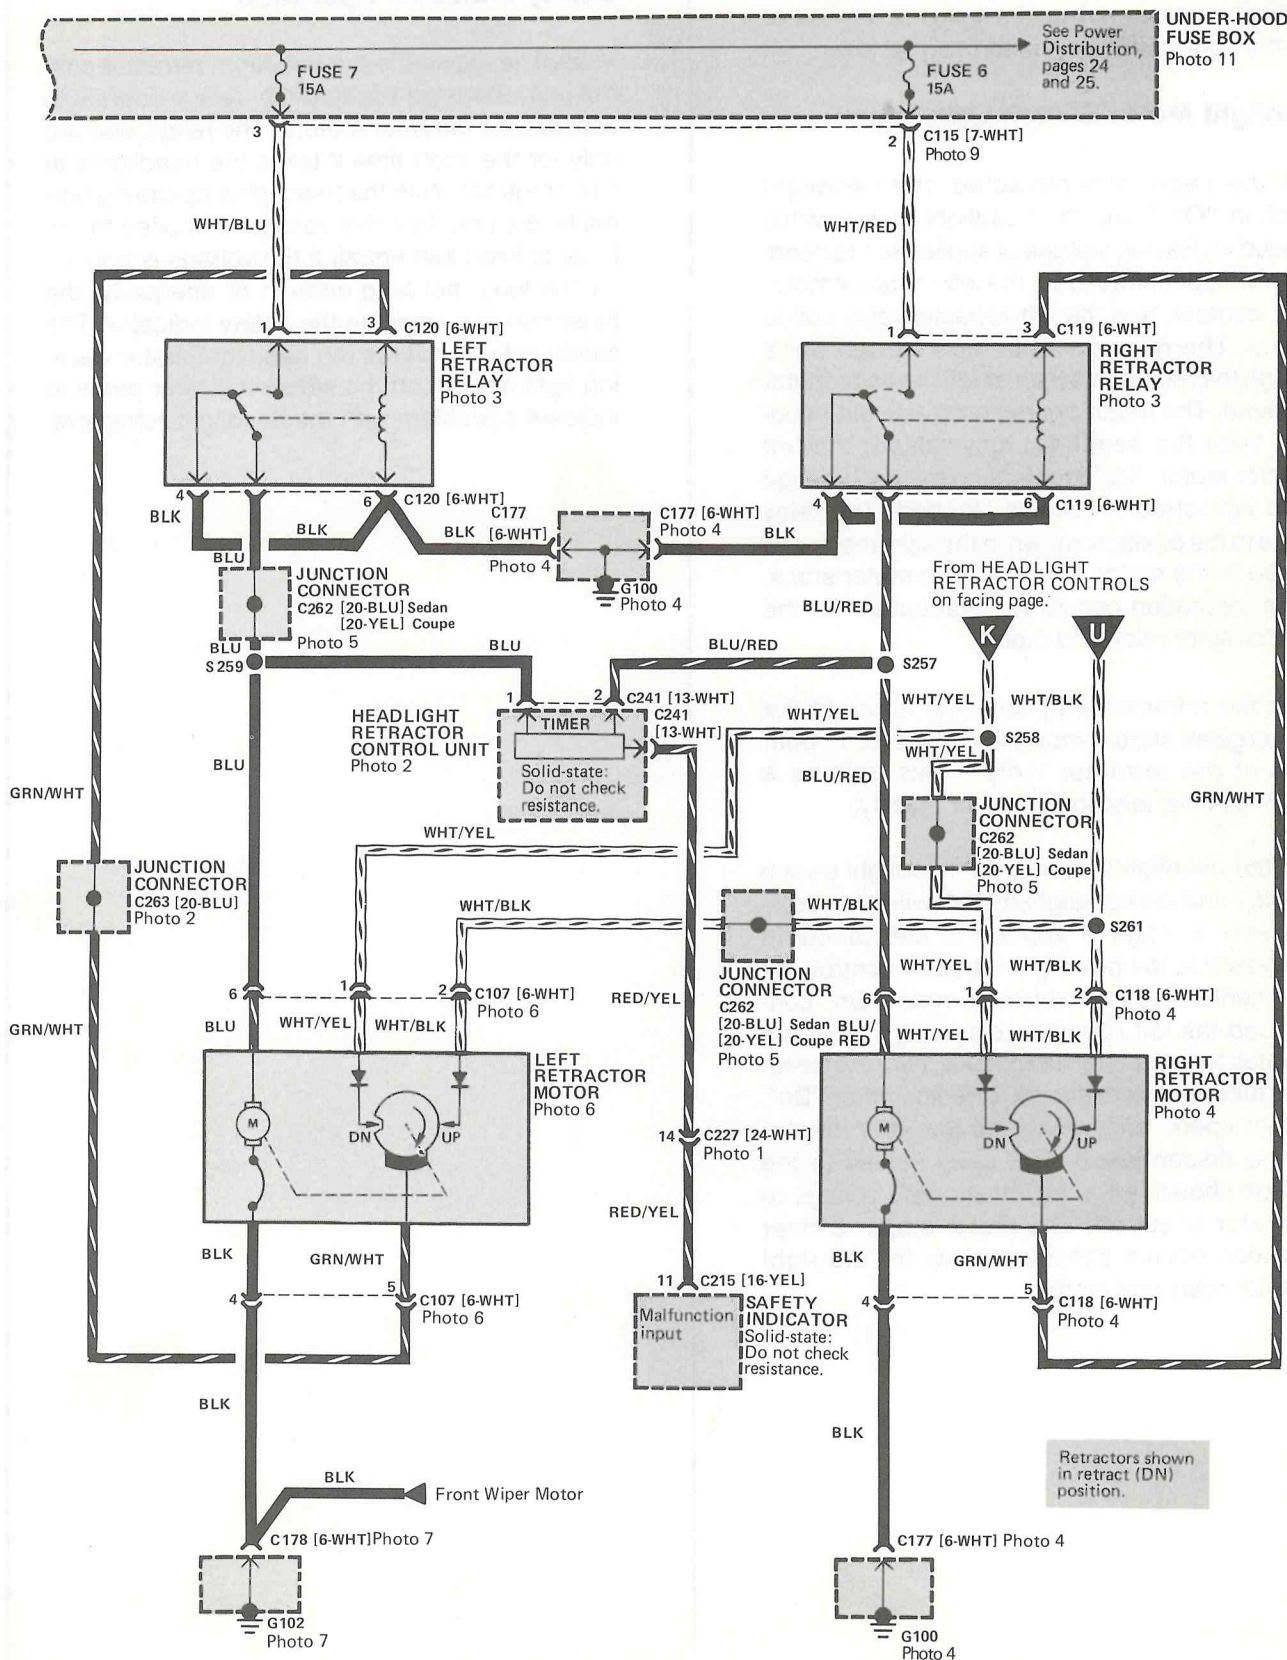 UNDER-HOOD
FUSE BOX
Photo 11
See Power
Distribution,
pages 24
and 25.
FUSE 7
15A
FUSE 6
15A
3
2
C115 [7-WHT]
Photo 9
WHT/BLU
WHT/RED
1
3
C120 [6-WHT]
LEFT
RETRACTOR
RELAY
Photo 3
1
3
C119 [6-WHT]
RIGHT
RETRACTOR
RELAY
Photo 3
4
6
C120 [6-WHT]
BLK
BLK
BLK
BLU
C177
[6-WHT]
Photo 4
C177 [6-WHT]
Photo 4
G100
Photo 4
BLK
4
6
C119 [6-WHT]
JUNCTION
CONNECTOR
C262 [20-BLU] Sedan
[20-YEL] Coupe
Photo 5
BLU
S259
BLU
BLU/RED
BLU/RED
S257
From HEADLIGHT
RETRACTOR CONTROLS
on facing page.
K
U
WHT/YEL
WHT/BLK
1
2
C241 [13-WHT]
C241
[13-WHT]
HEADLIGHT
RETRACTOR
CONTROL UNIT
Photo 2
TIMER
Solid-state:
Do not check
resistance.
WHT/YEL
S258
WHT/YEL
BLU
BLU/RED
GRN/WHT
GRN/WHT
JUNCTION
CONNECTOR
C262
[20-BLU] Sedan
[20-YEL] Coupe
Photo 5
WHT/YEL
JUNCTION
CONNECTOR
C263 [20-BLU]
Photo 2
WHT/BLK
WHT/BLK
S261
JUNCTION
CONNECTOR
C262
[20-BLU] Sedan
[20-YEL] Coupe
Photo 5
WHT/YEL
WHT/BLK
GRN/WHT
6
1
2
C107 [6-WHT]
Photo 6
RED/YEL
BLU/
RED
6
1
2
C118 [6-WHT]
Photo 4
BLU
WHT/YEL
WHT/BLK
WHT/YEL
WHT/BLK
LEFT
RETRACTOR
MOTOR
Photo 6
M
DN
UP
RIGHT
RETRACTOR
MOTOR
Photo 4
M
DN
UP
14
C227 [24-WHT]
Photo 1
RED/YEL
BLK
GRN/WHT
BLK
GRN/WHT
4
5
C107 [6-WHT]
Photo 6
11
C215 [16-YEL]
Malfunction
input
SAFETY
INDICATOR
Solid-state:
Do not check
resistance.
4
5
C118 [6-WHT]
Photo 4
BLK
BLK
BLK
Front Wiper Motor
Retractors shown
in retract (DN)
position.
C178 [6-WHT] Photo 7
C177 [6-WHT] Photo 4
G102
Photo 7
G100
Photo 4